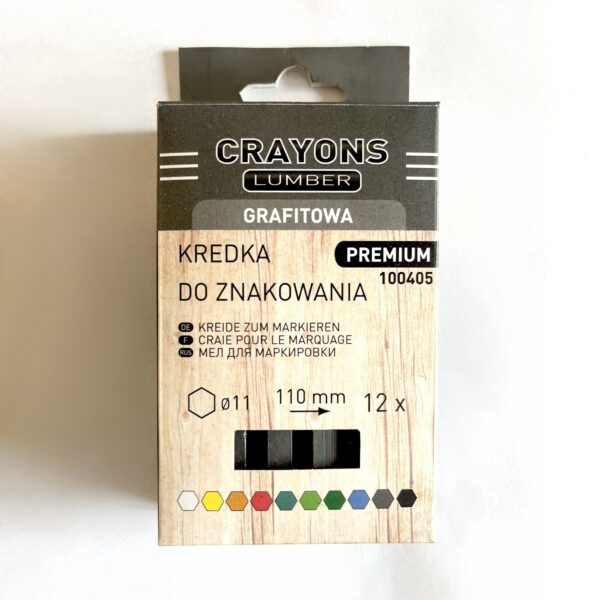 CRAYONS
LUMBER
GRAFITOWA
KREDKA
PREMIUM
100405
DO ZNAKOWANIA
DE KREIDE ZUM MARKIEREN
F CRAIE POUR LE MARQUAGE
RUS МЕЛ ДЛЯ МАРКИРОВКИ
ø11 110 mm 12 x